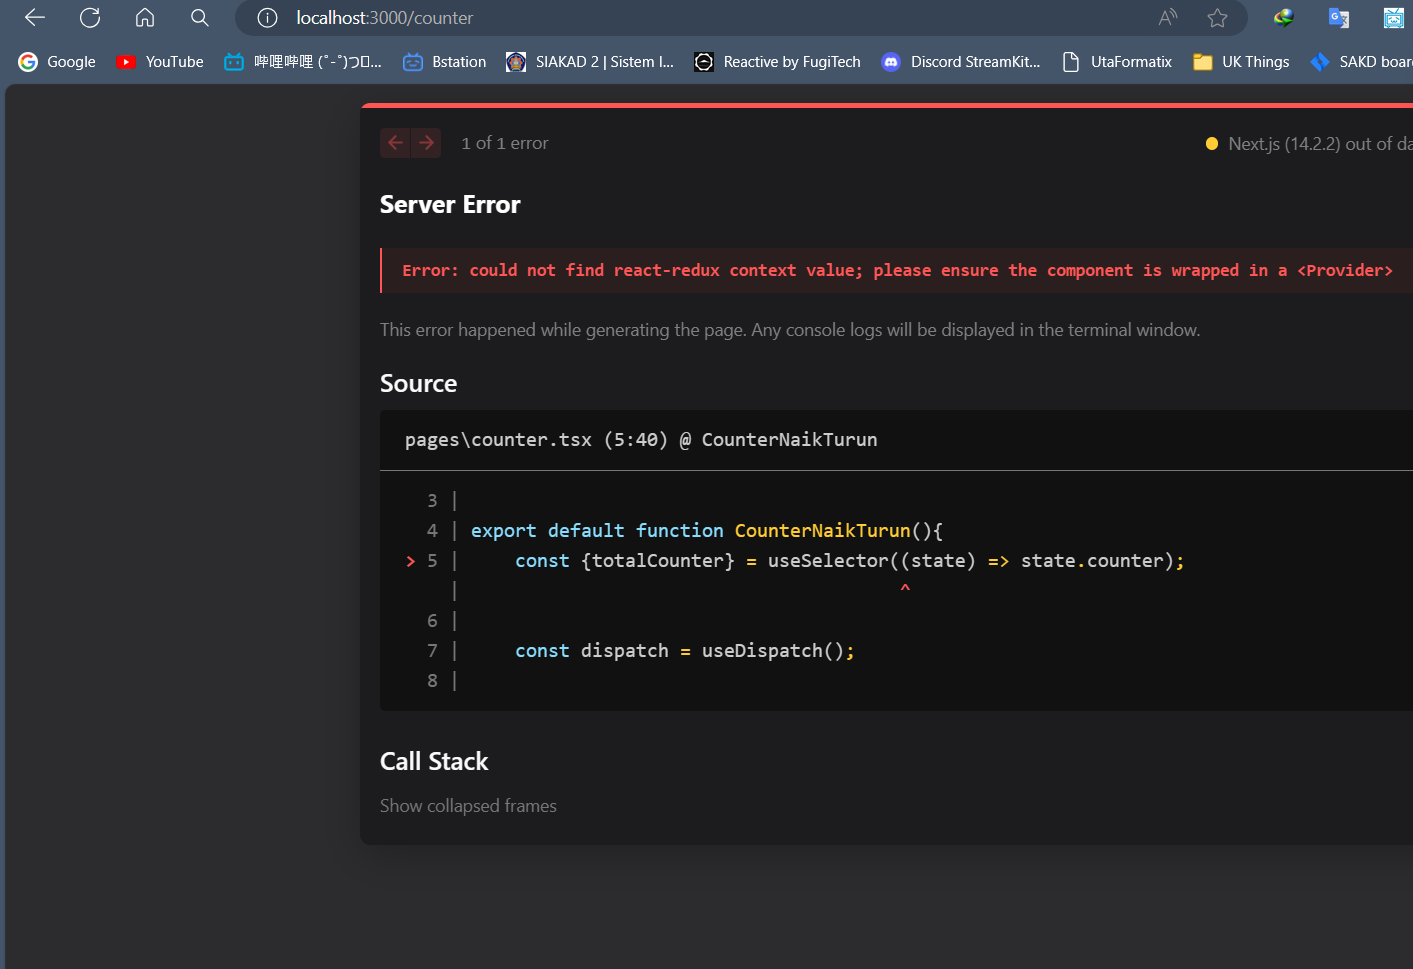 localhost:3000/counter
Google YouTube 哔哩哔哩 (゜-゜)つ... Bstation SIAKAD 2 | Sistem I... Reactive by FugiTech Discord StreamKit... UtaFormatix UK Things SAKD boar
1 of 1 error
Next.js (14.2.2) out of da
Server Error
Error: could not find react-redux context value; please ensure the component is wrapped in a <Provider>
This error happened while generating the page. Any console logs will be displayed in the terminal window.
Source
pages\counter.tsx (5:40) @ CounterNaikTurun
3 |
4 | export default function CounterNaikTurun(){
> 5 |     const {totalCounter} = useSelector((state) => state.counter);
|                                        ^
6 |
7 |     const dispatch = useDispatch();
8 |
Call Stack
Show collapsed frames